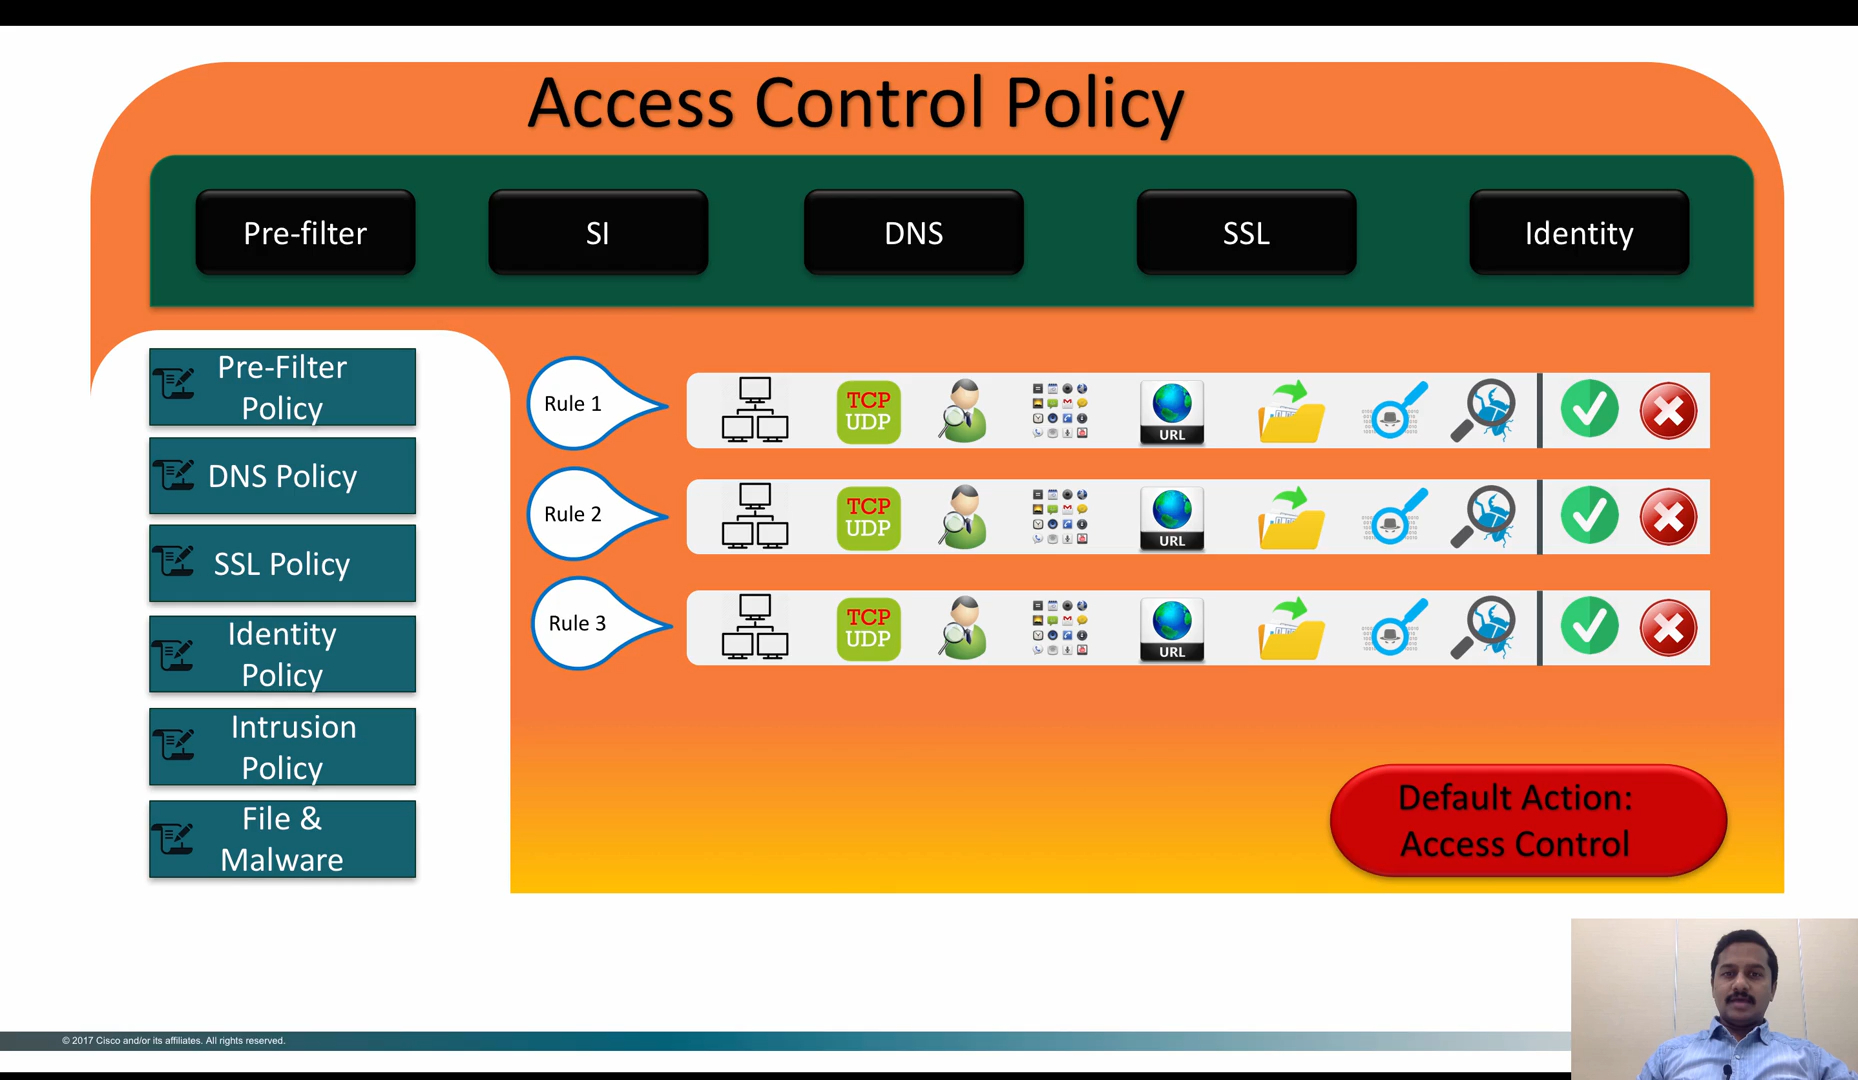 Access Control Policy
Pre-filter
SI
DNS
SSL
Identity
Pre-Filter
Policy
DNS Policy
SSL Policy
Identity
Policy
Intrusion
Policy
File &
Malware
Rule 1
TCP
UDP
URL
Rule 2
TCP
UDP
URL
Rule 3
TCP
UDP
URL
Default Action:
Access Control
© 2017 Cisco and/or its affiliates. All rights reserved.